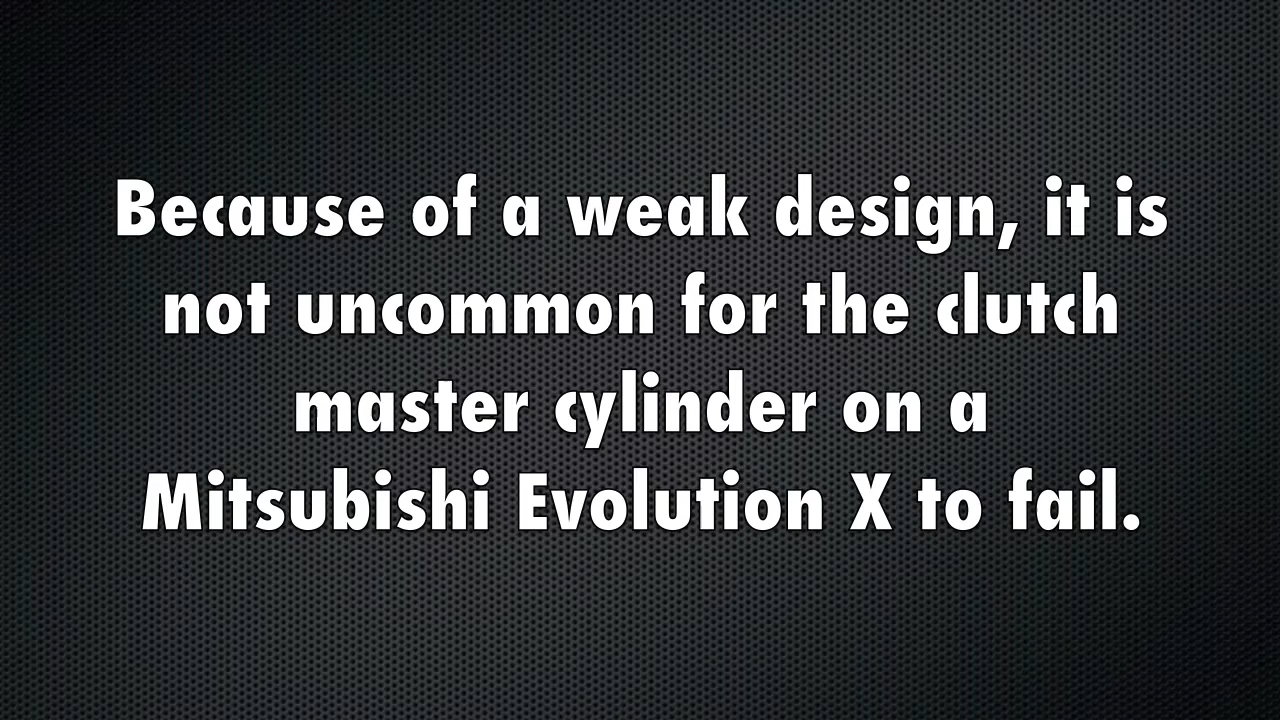 Because of a weak design, it is
not uncommon for the clutch
master cylinder on a
Mitsubishi Evolution X to fail.